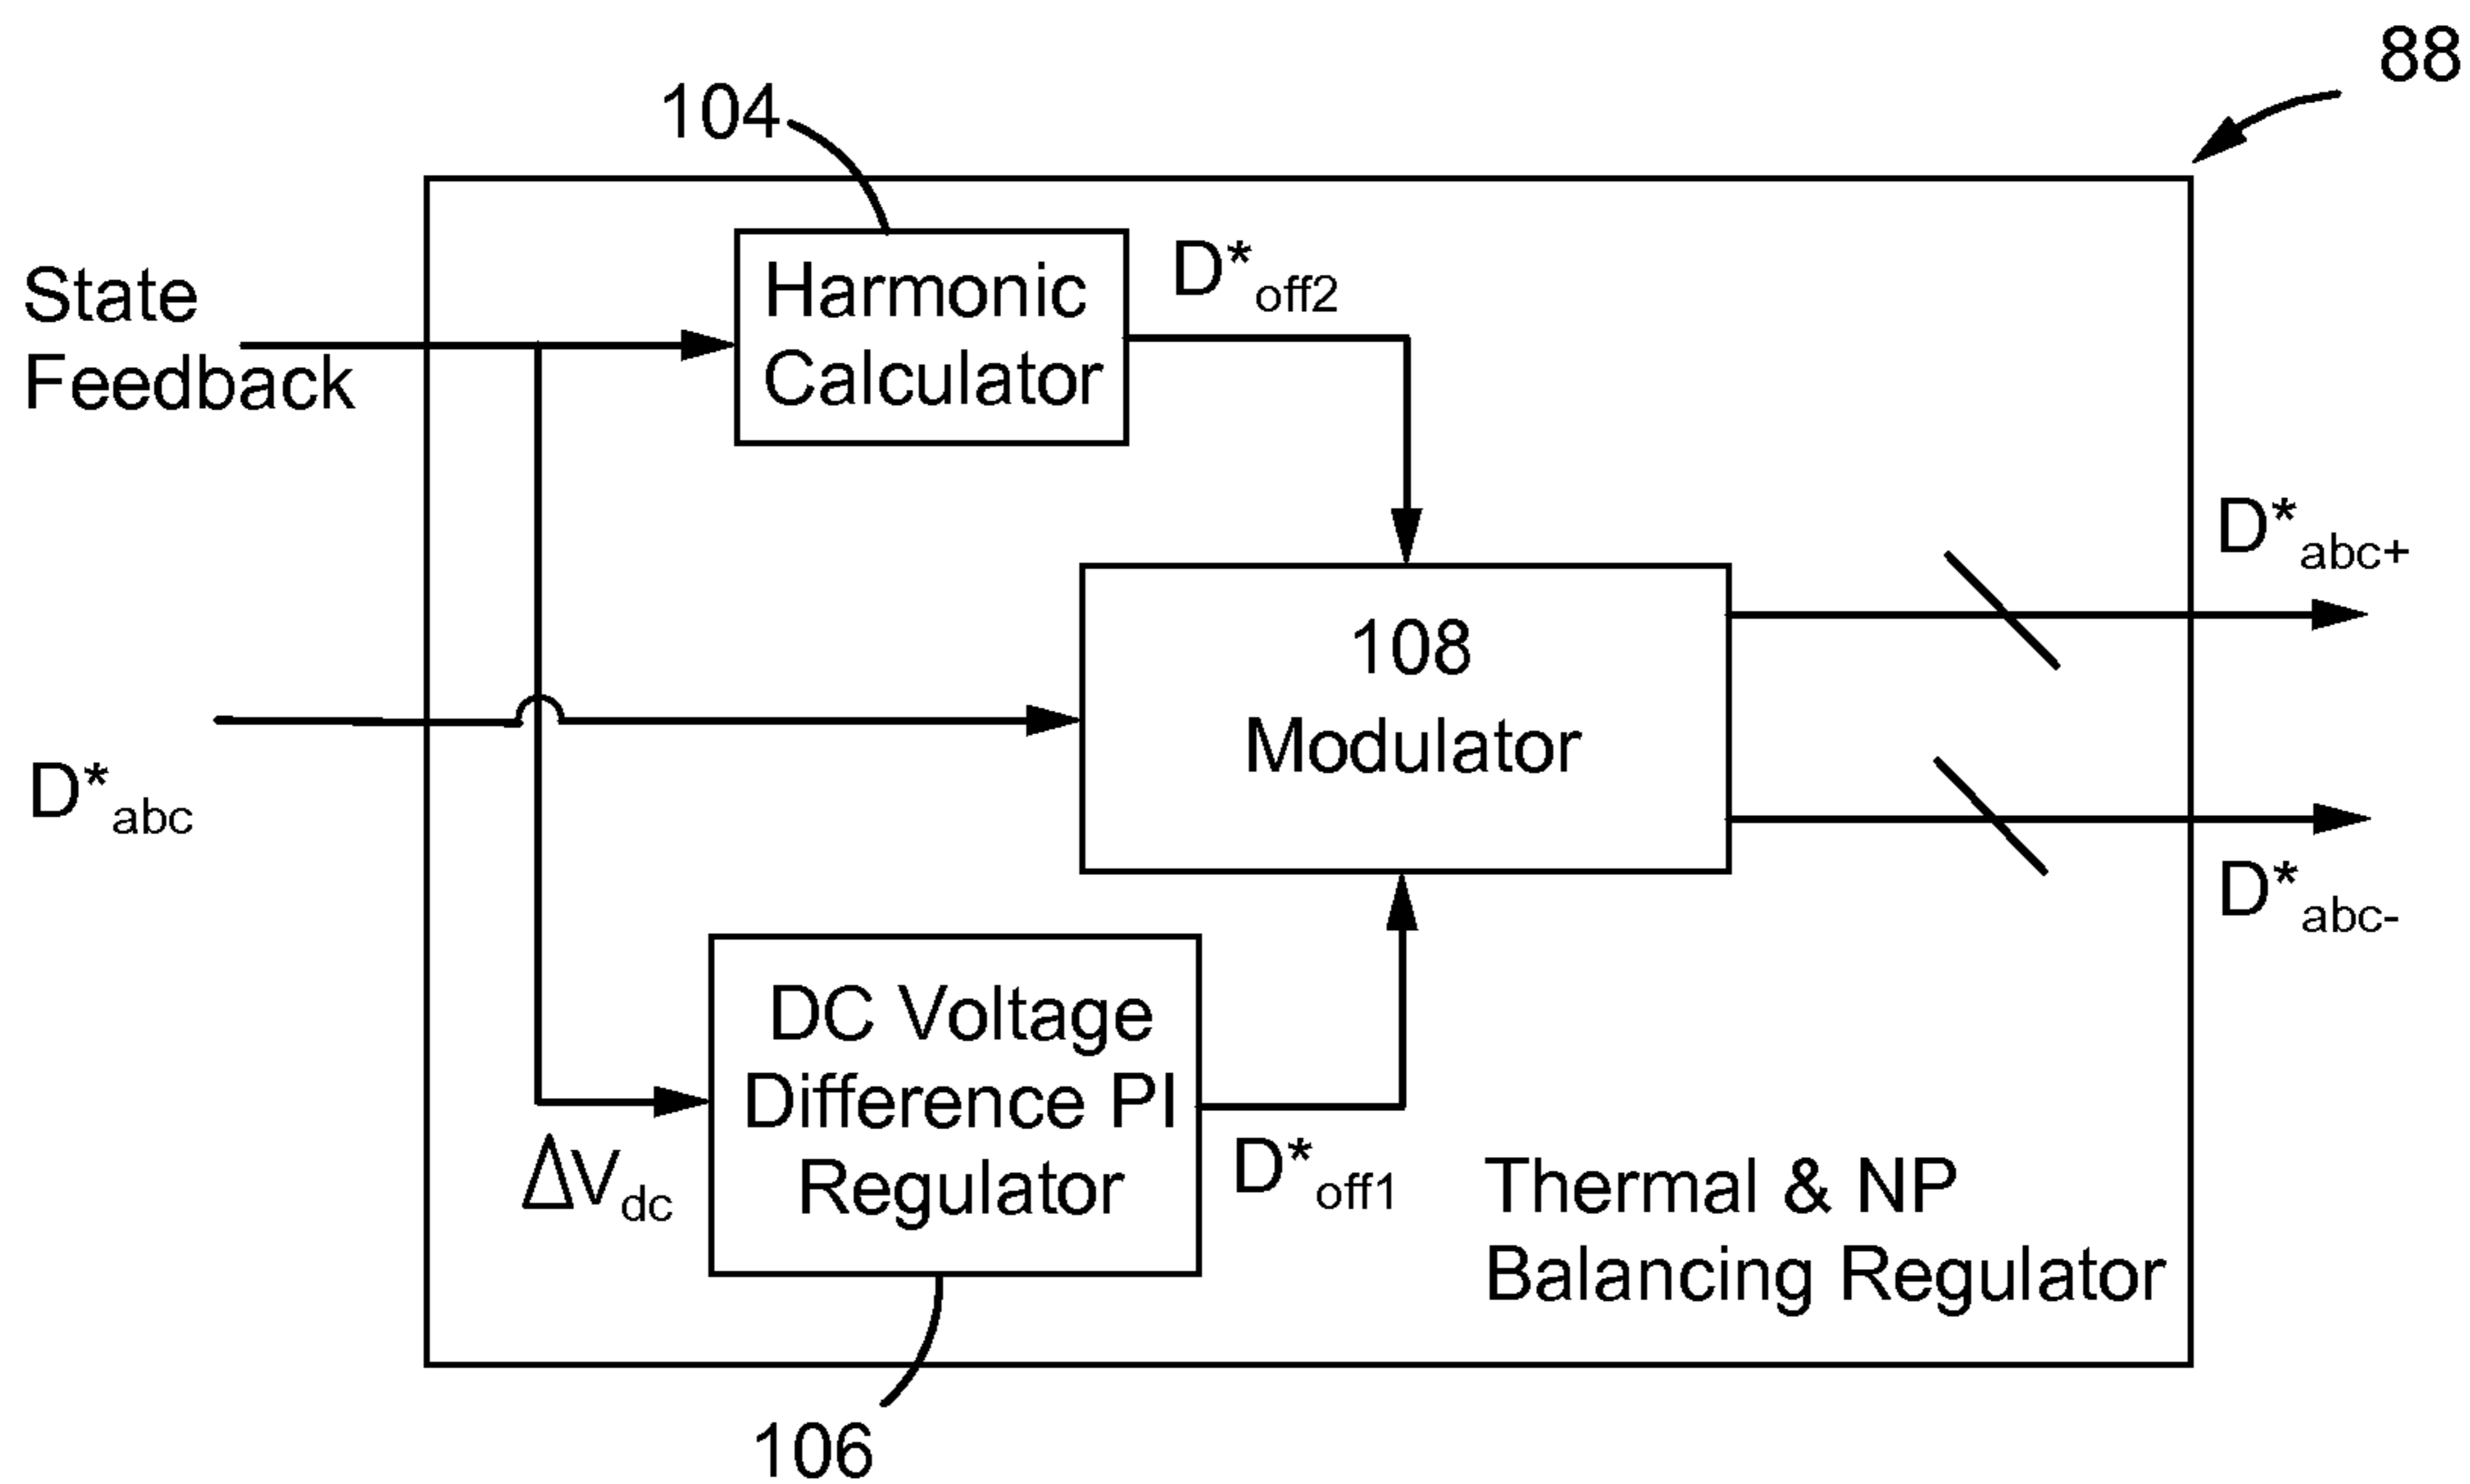 88
104
Harmonic
Calculator
D*off2
State
Feedback
D*abc+
108
Modulator
D*abc
D*abc-
DC Voltage
Difference PI
Regulator
ΔVdc
D*off1
Thermal & NP
Balancing Regulator
106